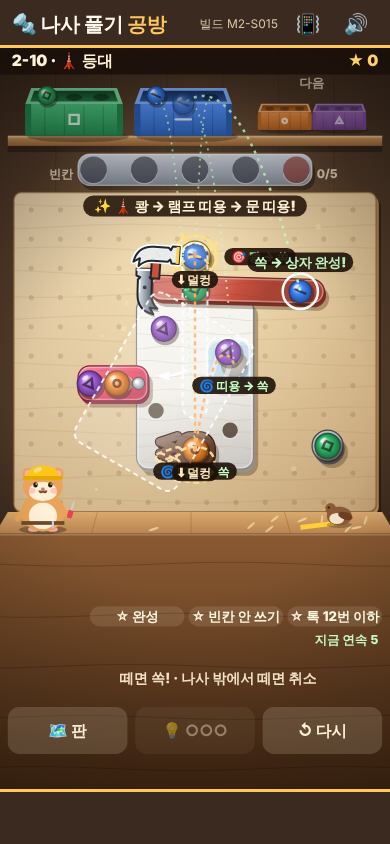 나사 풀기 공방
빌드 M2-S015
2-10 · 등대
★ 0
다음
빈칸
0/5
쾅 → 램프 띠용 → 문 띠용!
쏙 → 상자 완성!
⬇덜컹
띠용 → 쏙
⬇덜컹
쏙
☆ 완성
☆ 빈칸 안 쓰기
☆ 톡 12번 이하
지금 연속 5
떼면 쏙! · 나사 밖에서 떼면 취소
판
다시